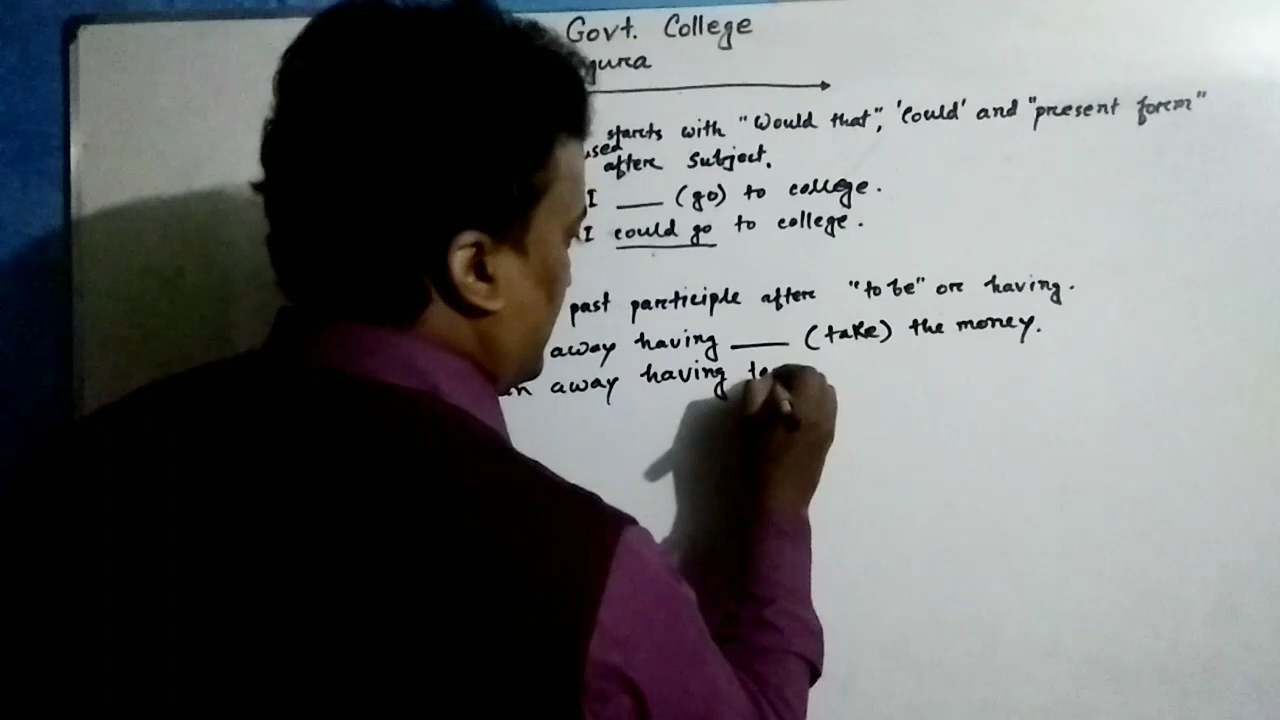 Govt. College
gura
starts with "Would that", 'could' and "present form"
used after subject.
I ___ (go) to college.
I could go to college.
past participle after "to be" or having.
away having ___ (take) the money.
away having